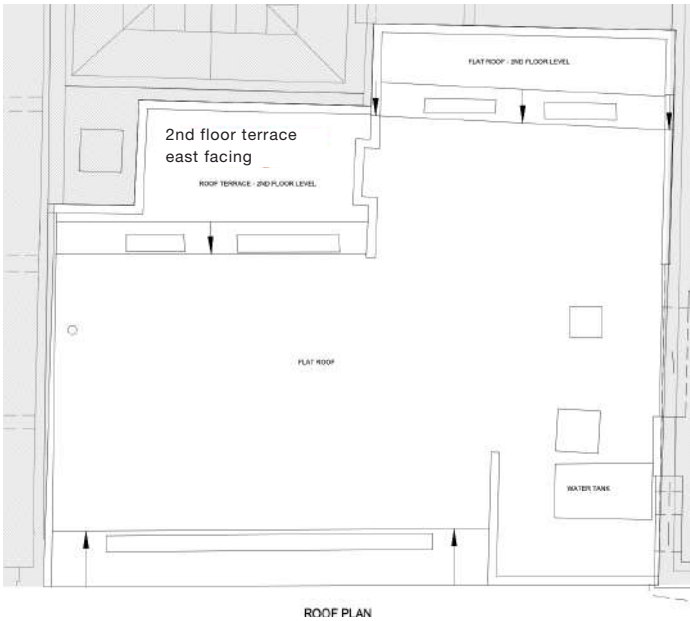 FLAT ROOF - 2ND FLOOR LEVEL
2nd floor terrace
east facing
ROOF TERRACE - 2ND FLOOR LEVEL
FLAT ROOF
WATER TANK
ROOF PLAN